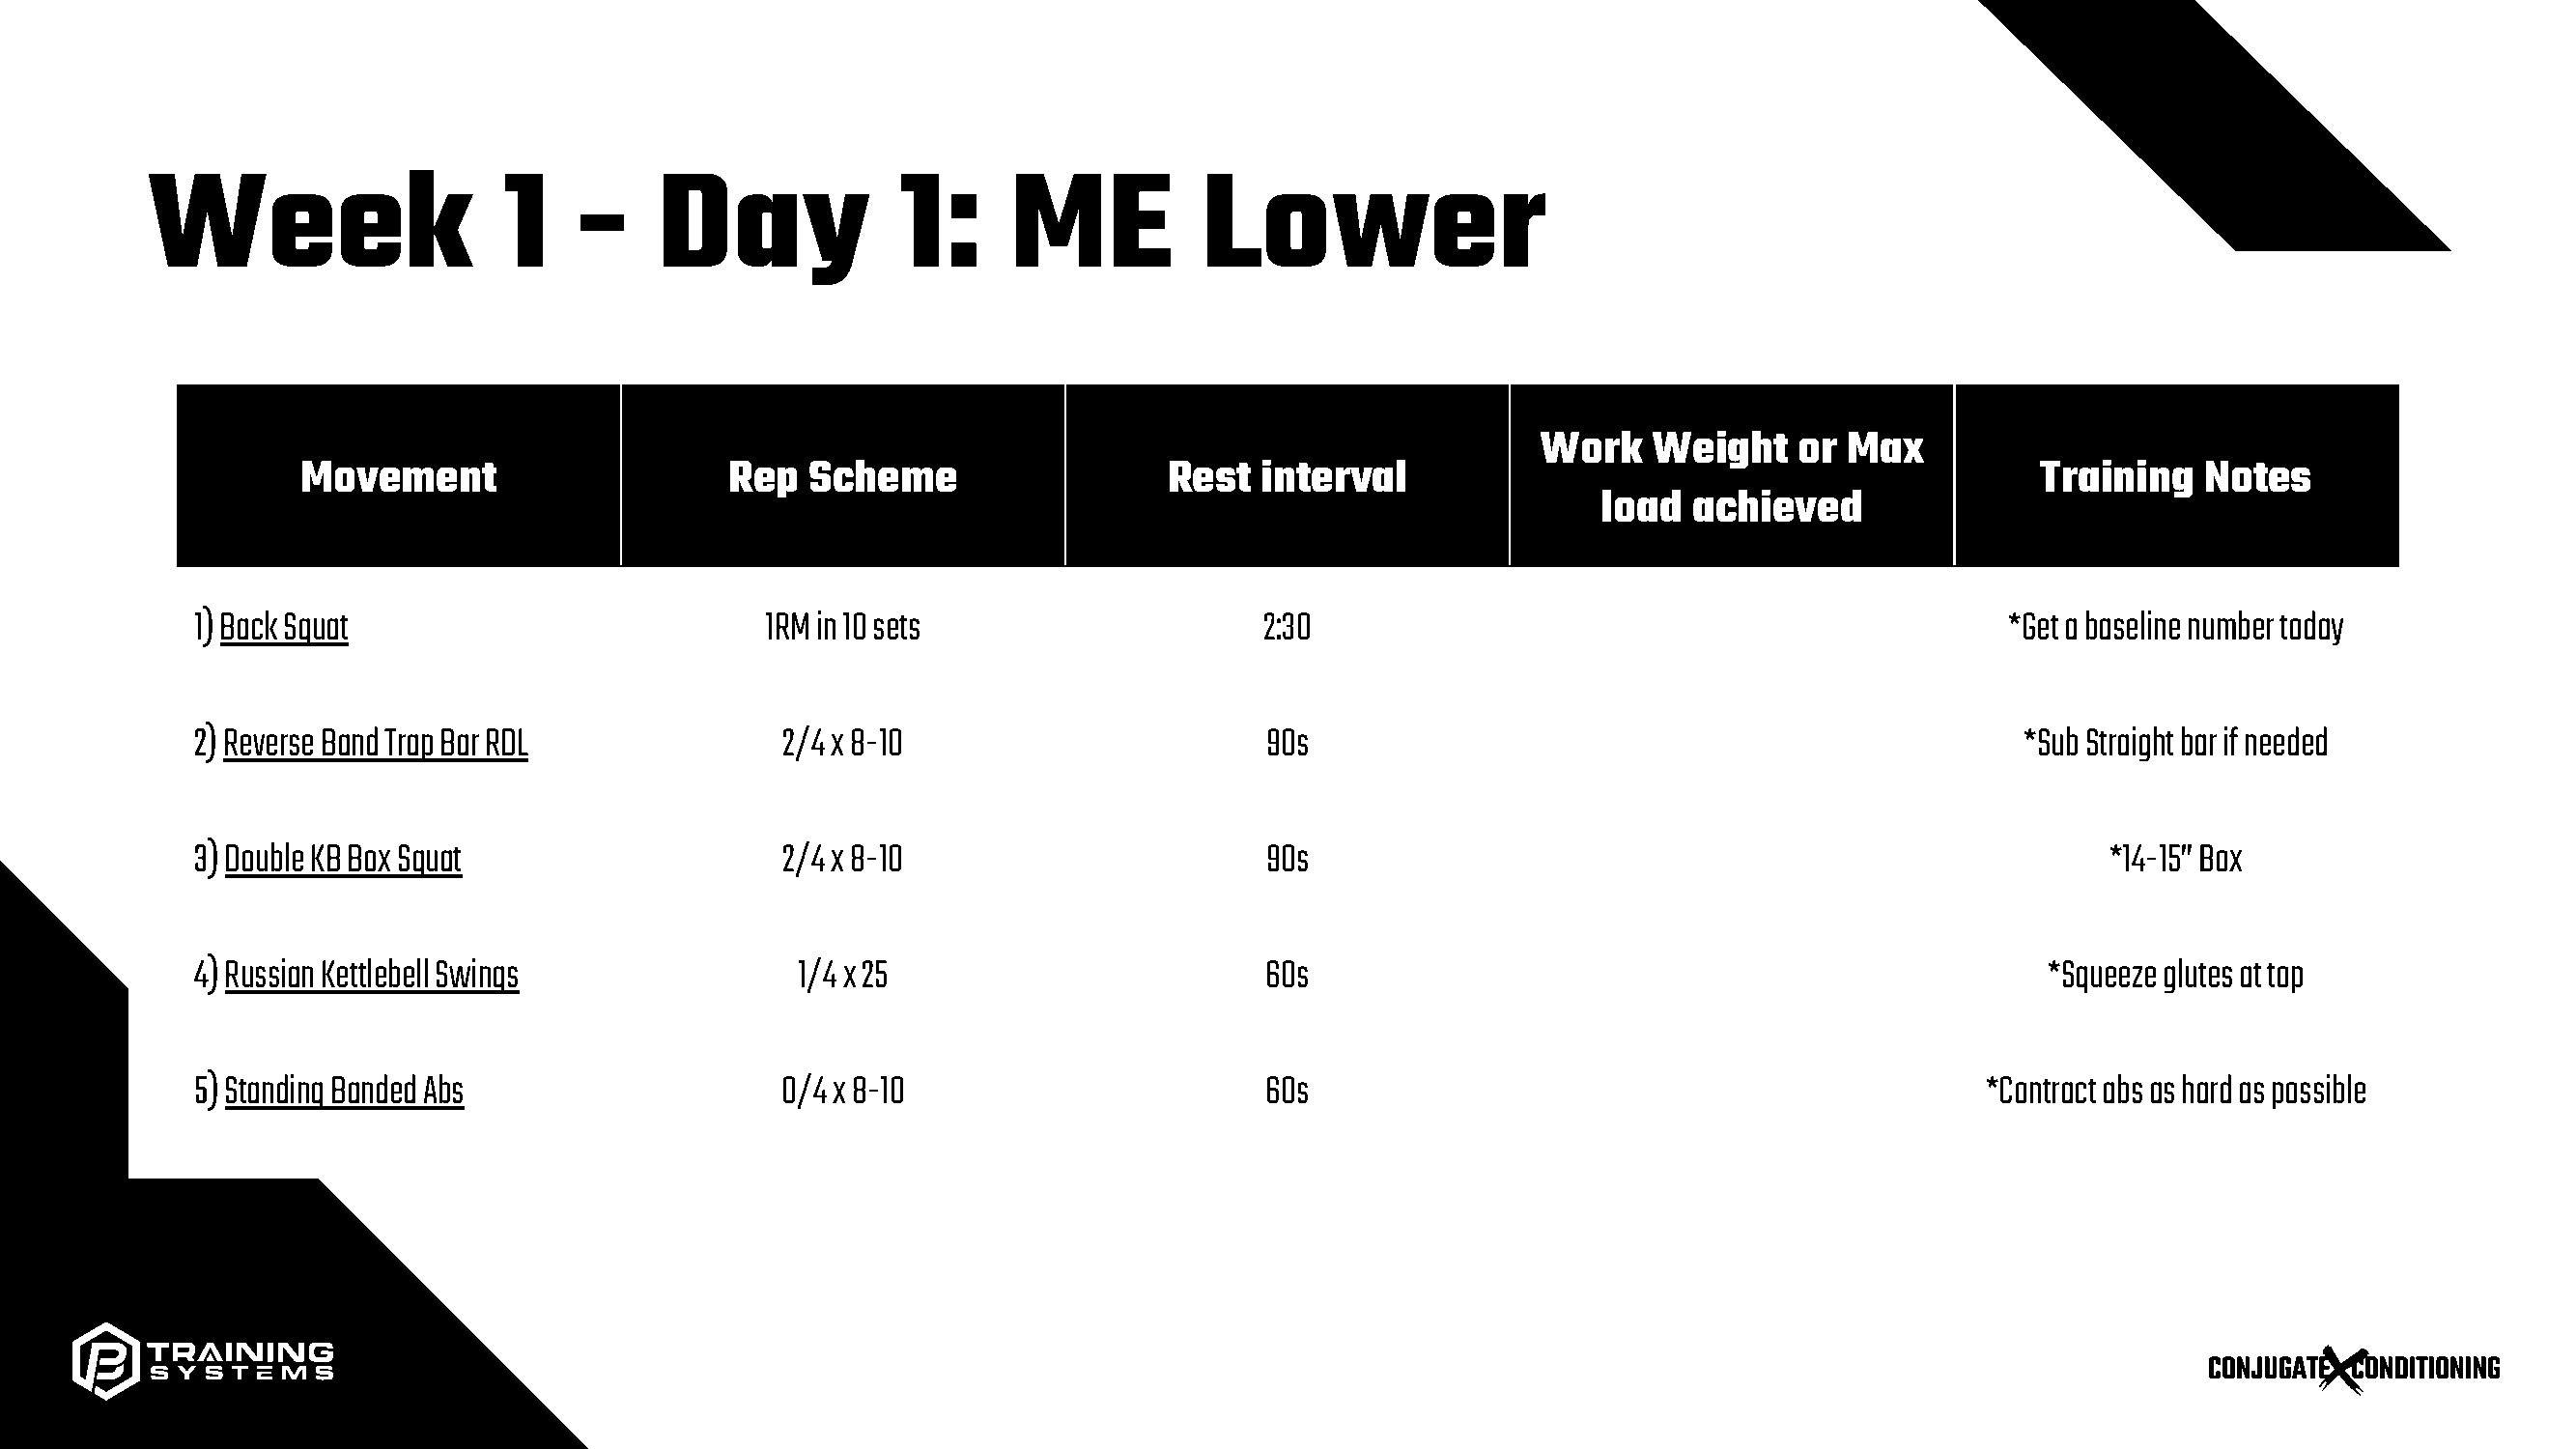 Week 1 - Day 1: ME Lower
Movement Rep Scheme Rest interval Work Weight or Max load achieved Training Notes
1) Back Squat 1RM in 10 sets 2:30 *Get a baseline number today
2) Reverse Band Trap Bar RDL 2/4 x 8-10 90s *Sub Straight bar if needed
3) Double KB Box Squat 2/4 x 8-10 90s *14-15" Box
4) Russian Kettlebell Swings 1/4 x 25 60s *Squeeze glutes at top
5) Standing Banded Abs 0/4 x 8-10 60s *Contract abs as hard as possible
TRAINING
SYSTEMS
CONJUGATE X CONDITIONING